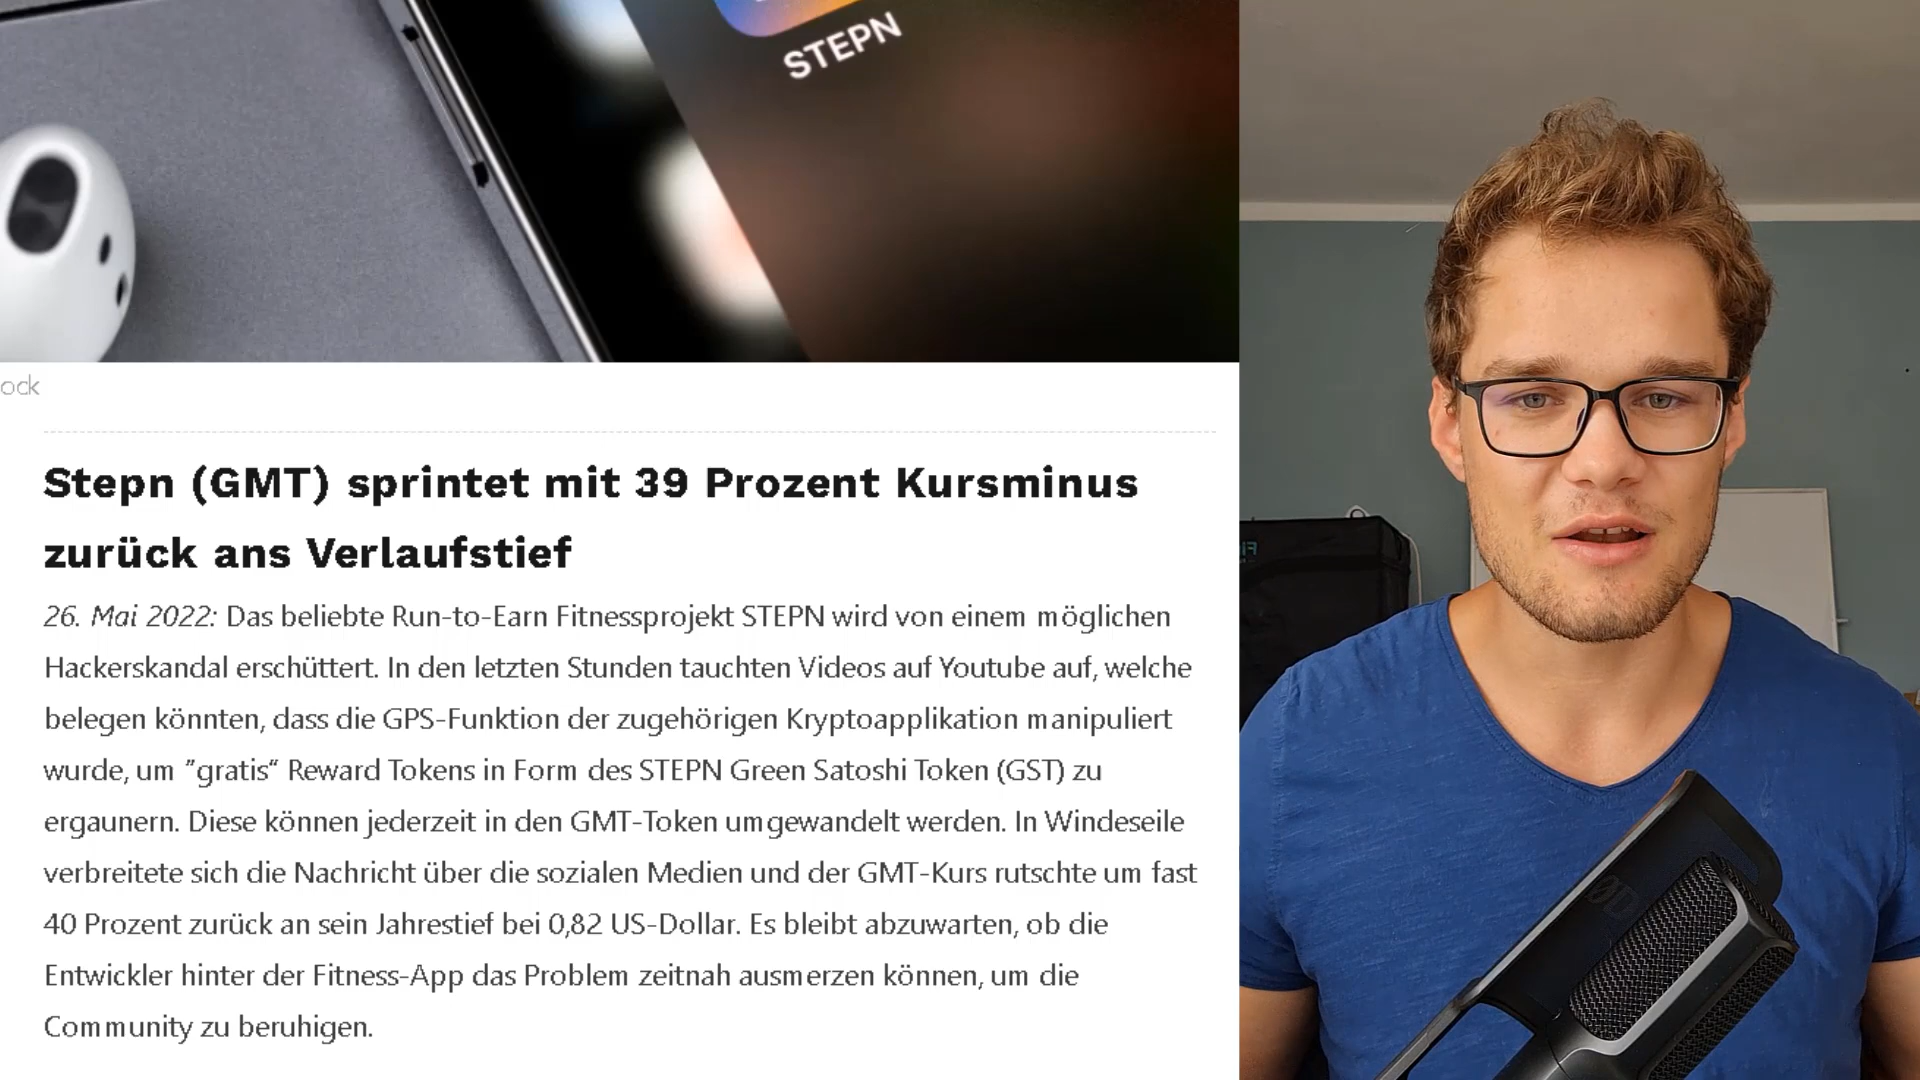 STEPN
ock
Stepn (GMT) sprintet mit 39 Prozent Kursminus
zurück ans Verlaufstief
26. Mai 2022: Das beliebte Run-to-Earn Fitnessprojekt STEPN wird von einem möglichen
Hackerskandal erschüttert. In den letzten Stunden tauchten Videos auf Youtube auf, welche
belegen könnten, dass die GPS-Funktion der zugehörigen Kryptoapplikation manipuliert
wurde, um "gratis“ Reward Tokens in Form des STEPN Green Satoshi Token (GST) zu
ergaunern. Diese können jederzeit in den GMT-Token umgewandelt werden. In Windeseile
verbreitete sich die Nachricht über die sozialen Medien und der GMT-Kurs rutschte um fast
40 Prozent zurück an sein Jahrestief bei 0,82 US-Dollar. Es bleibt abzuwarten, ob die
Entwickler hinter der Fitness-App das Problem zeitnah ausmerzen können, um die
Community zu beruhigen.